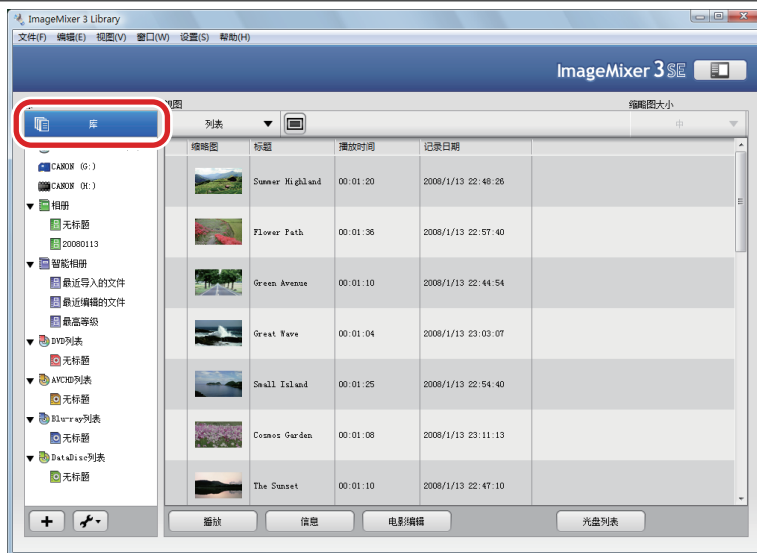 ImageMixer 3 Library
文件(F) 编辑(E) 视图(V) 窗口(W) 设置(S) 帮助(H)
ImageMixer 3 SE
视图 缩略图大小
库 列表 中
缩略图 标题 播放时间 记录日期
CANON (G:)
CANON (H:)
相册
无标题
20080113
智能相册
最近导入的文件
最近编辑的文件
最高等级
DVD列表
无标题
AVCHD列表
无标题
Blu-ray列表
无标题
DataDisc列表
无标题
Summer Highland 00:01:20 2008/1/13 22:48:26
Flower Path 00:01:36 2008/1/13 22:57:40
Green Avenue 00:01:10 2008/1/13 22:44:54
Great Wave 00:01:04 2008/1/13 23:03:07
Small Island 00:01:25 2008/1/13 22:54:40
Cosmos Garden 00:01:08 2008/1/13 23:11:13
The Sunset 00:01:10 2008/1/13 22:47:10
播放 信息 电影编辑 光盘列表